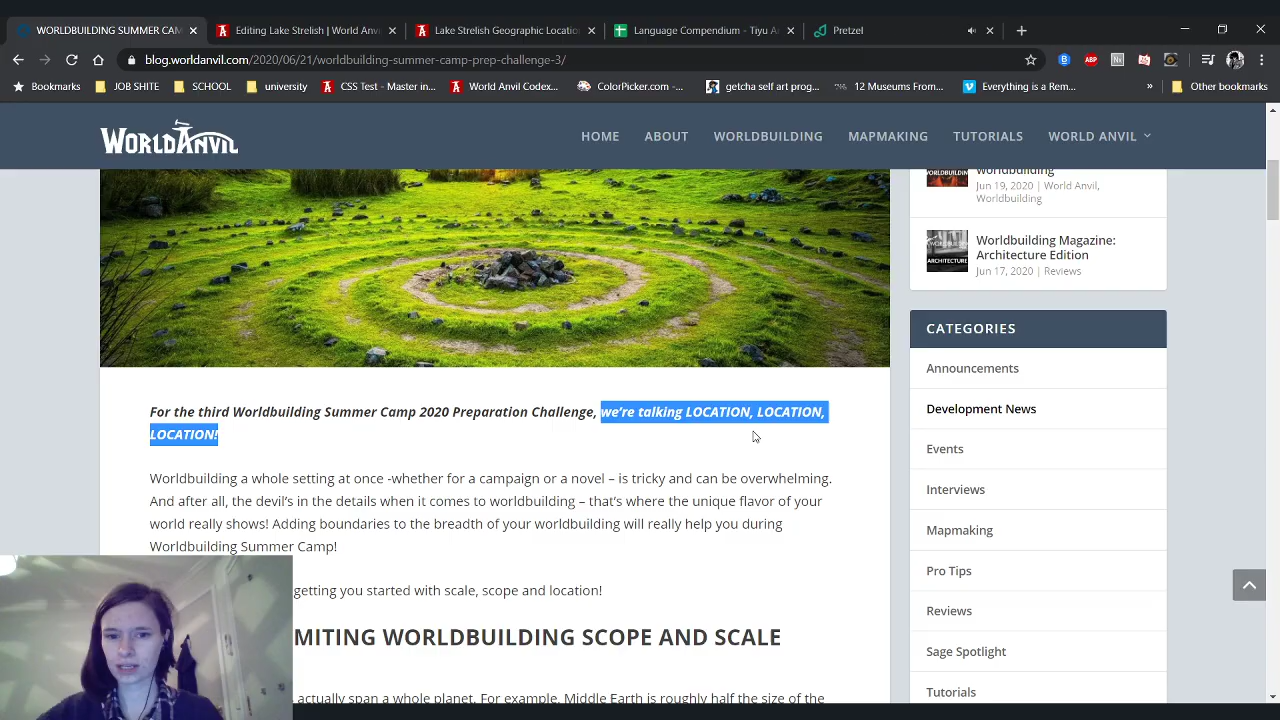 WORLDBUILDING SUMMER CAM
Editing Lake Strelish | World Anvi
Lake Strelish Geographic Locatio
Language Compendium - Tiyu A
Pretzel
blog.worldanvil.com/2020/06/21/worldbuilding-summer-camp-prep-challenge-3/
Bookmarks
JOB SHITE
SCHOOL
university
CSS Test - Master in...
World Anvil Codex...
ColorPicker.com -...
getcha self art prog...
12 Museums From...
Everything is a Rem...
»
Other bookmarks
WORLDANVIL
HOME
ABOUT
WORLDBUILDING
MAPMAKING
TUTORIALS
WORLD ANVIL
worldbuilding
Jun 19, 2020 | World Anvil,
Worldbuilding
ARCHITECTURE
Worldbuilding Magazine:
Architecture Edition
Jun 17, 2020 | Reviews
For the third Worldbuilding Summer Camp 2020 Preparation Challenge, we’re talking LOCATION, LOCATION,
LOCATION!
Worldbuilding a whole setting at once -whether for a campaign or a novel – is tricky and can be overwhelming.
And after all, the devil’s in the details when it comes to worldbuilding – that’s where the unique flavor of your
world really shows! Adding boundaries to the breadth of your worldbuilding will really help you during
Worldbuilding Summer Camp!
getting you started with scale, scope and location!
MITING WORLDBUILDING SCOPE AND SCALE
actually span a whole planet. For example, Middle Earth is roughly half the size of the
CATEGORIES
Announcements
Development News
Events
Interviews
Mapmaking
Pro Tips
Reviews
Sage Spotlight
Tutorials